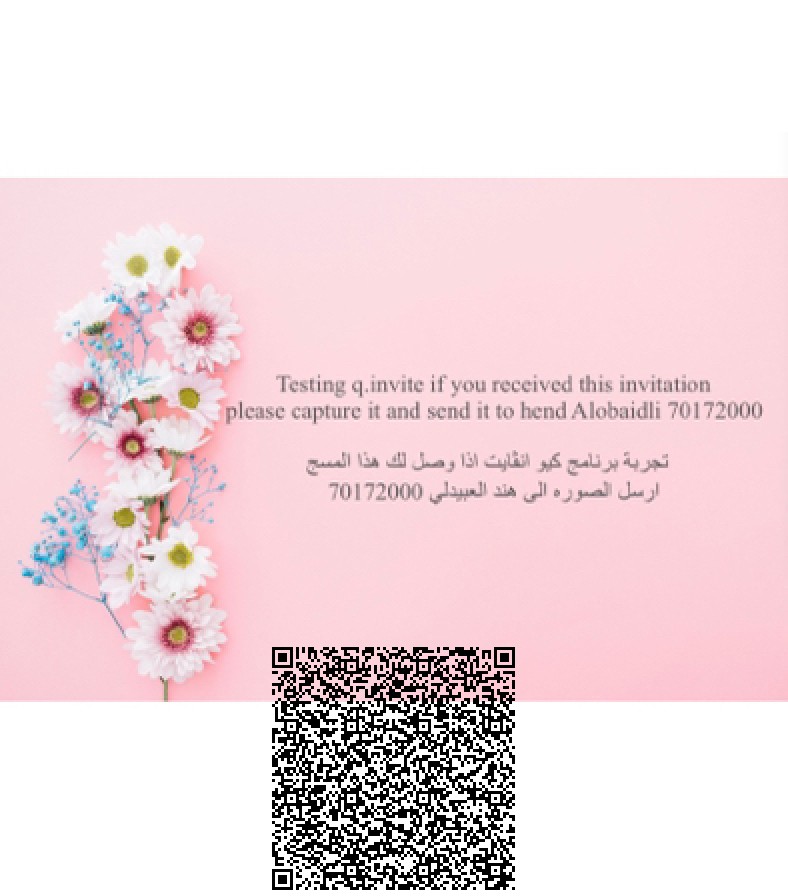 Testing q.invite if you received this invitation
please capture it and send it to hend Alobaidli 70172000
تجربة برنامج كيو انڤايت اذا وصل لك هذا المسج
ارسل الصوره الى هند العبيدلي 70172000